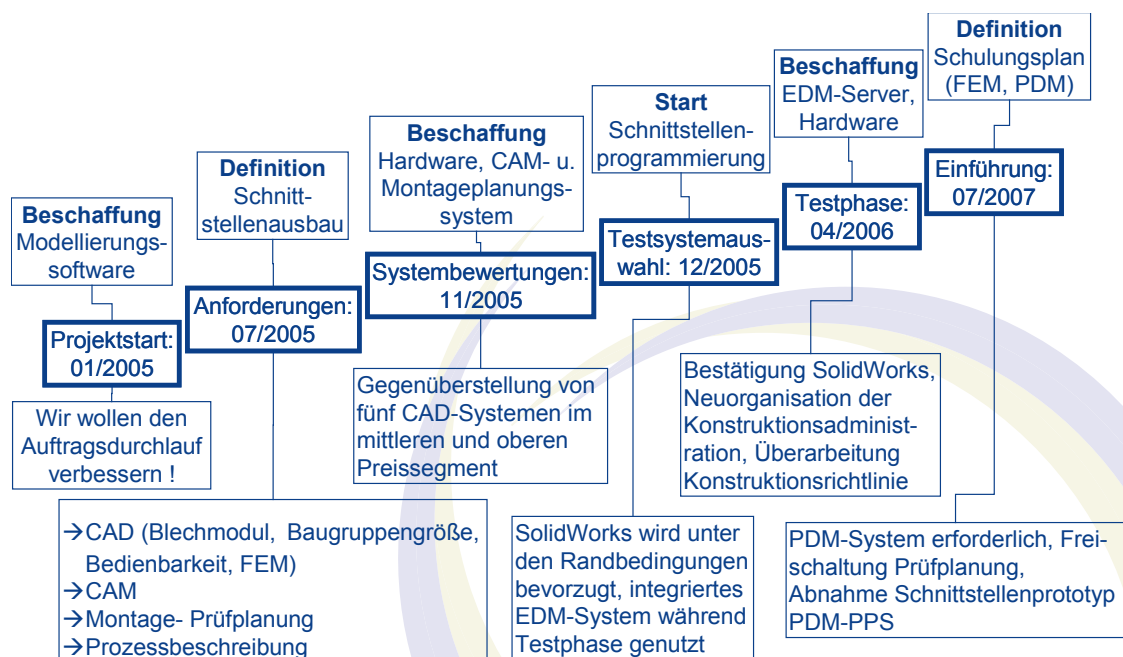 Beschaffung
Modellierungs-
software
Projektstart:
01/2005
Wir wollen den
Auftragsdurchlauf
verbessern !
Definition
Schnitt-
stellenausbau
Anforderungen:
07/2005
→CAD (Blechmodul, Baugruppengröße,
Bedienbarkeit, FEM)
→CAM
→Montage- Prüfplanung
→Prozessbeschreibung
Beschaffung
Hardware, CAM- u.
Montageplanungs-
system
Systembewertungen:
11/2005
Gegenüberstellung von
fünf CAD-Systemen im
mittleren und oberen
Preissegment
Start
Schnittstellen-
programmierung
Testsystemaus-
wahl: 12/2005
SolidWorks wird unter
den Randbedingungen
bevorzugt, integriertes
EDM-System während
Testphase genutzt
Beschaffung
EDM-Server,
Hardware
Testphase:
04/2006
Bestätigung SolidWorks,
Neuorganisation der
Konstruktionsadminist-
ration, Überarbeitung
Konstruktionsrichtlinie
Definition
Schulungsplan
(FEM, PDM)
Einführung:
07/2007
PDM-System erforderlich, Frei-
schaltung Prüfplanung,
Abnahme Schnittstellenprototyp
PDM-PPS